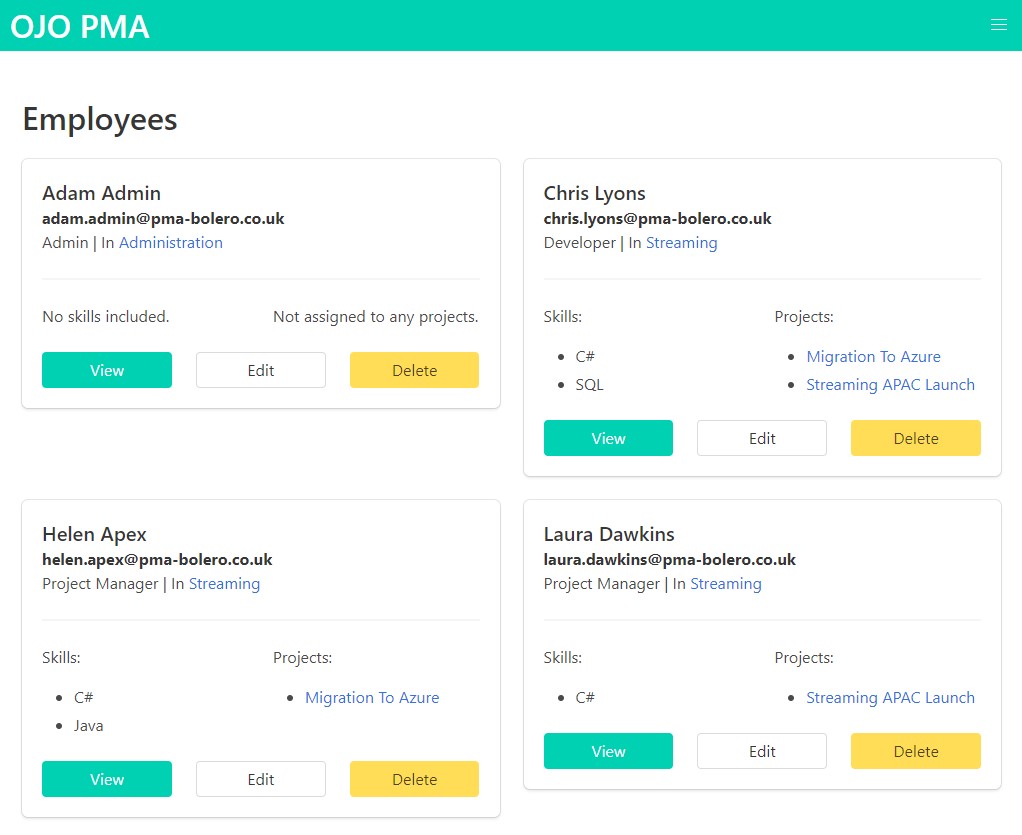 OJO PMA
Employees
Adam Admin
adam.admin@pma-bolero.co.uk
Admin | In Administration
No skills included.
Not assigned to any projects.
View
Edit
Delete
Chris Lyons
chris.lyons@pma-bolero.co.uk
Developer | In Streaming
Skills:
• C#
• SQL
Projects:
• Migration To Azure
• Streaming APAC Launch
View
Edit
Delete
Helen Apex
helen.apex@pma-bolero.co.uk
Project Manager | In Streaming
Skills:
• C#
• Java
Projects:
• Migration To Azure
View
Edit
Delete
Laura Dawkins
laura.dawkins@pma-bolero.co.uk
Project Manager | In Streaming
Skills:
• C#
Projects:
• Streaming APAC Launch
View
Edit
Delete